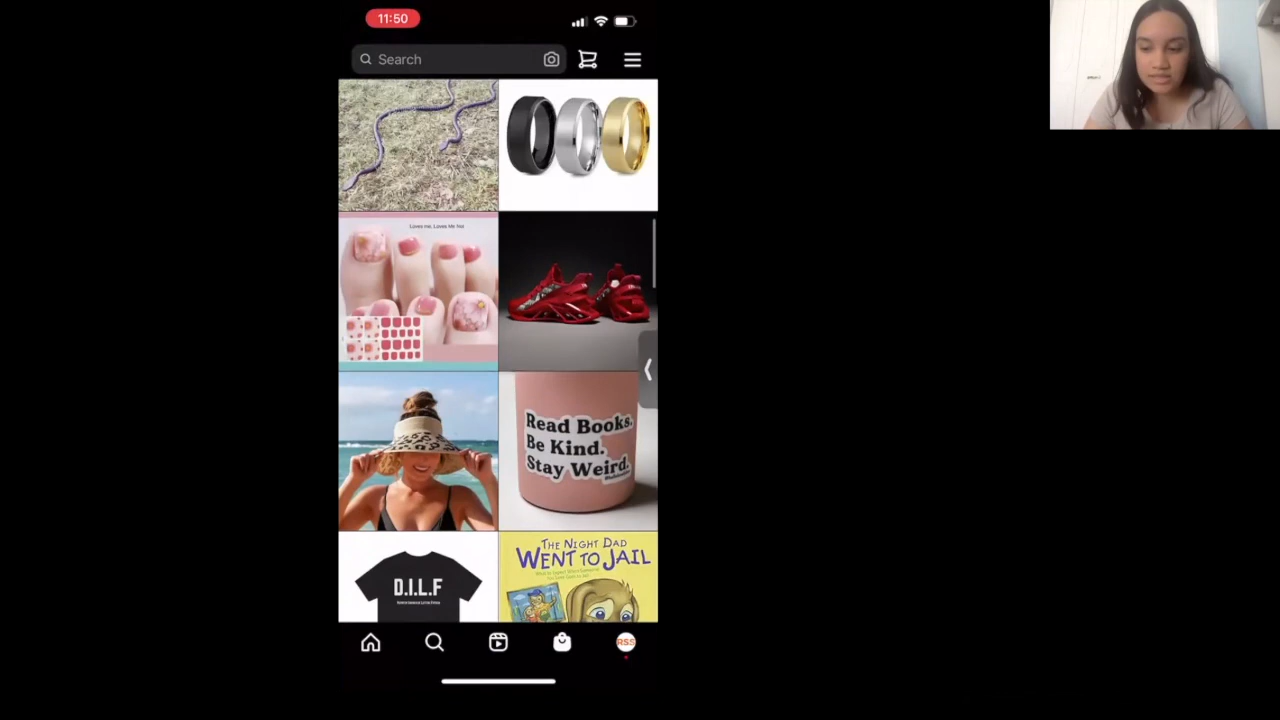 11:50
Search
Loves me, Loves Me Not
Read Books.
Be Kind.
Stay Weird.
D.I.L.F
THE NIGHT DAD
WENT TO JAIL
RSS